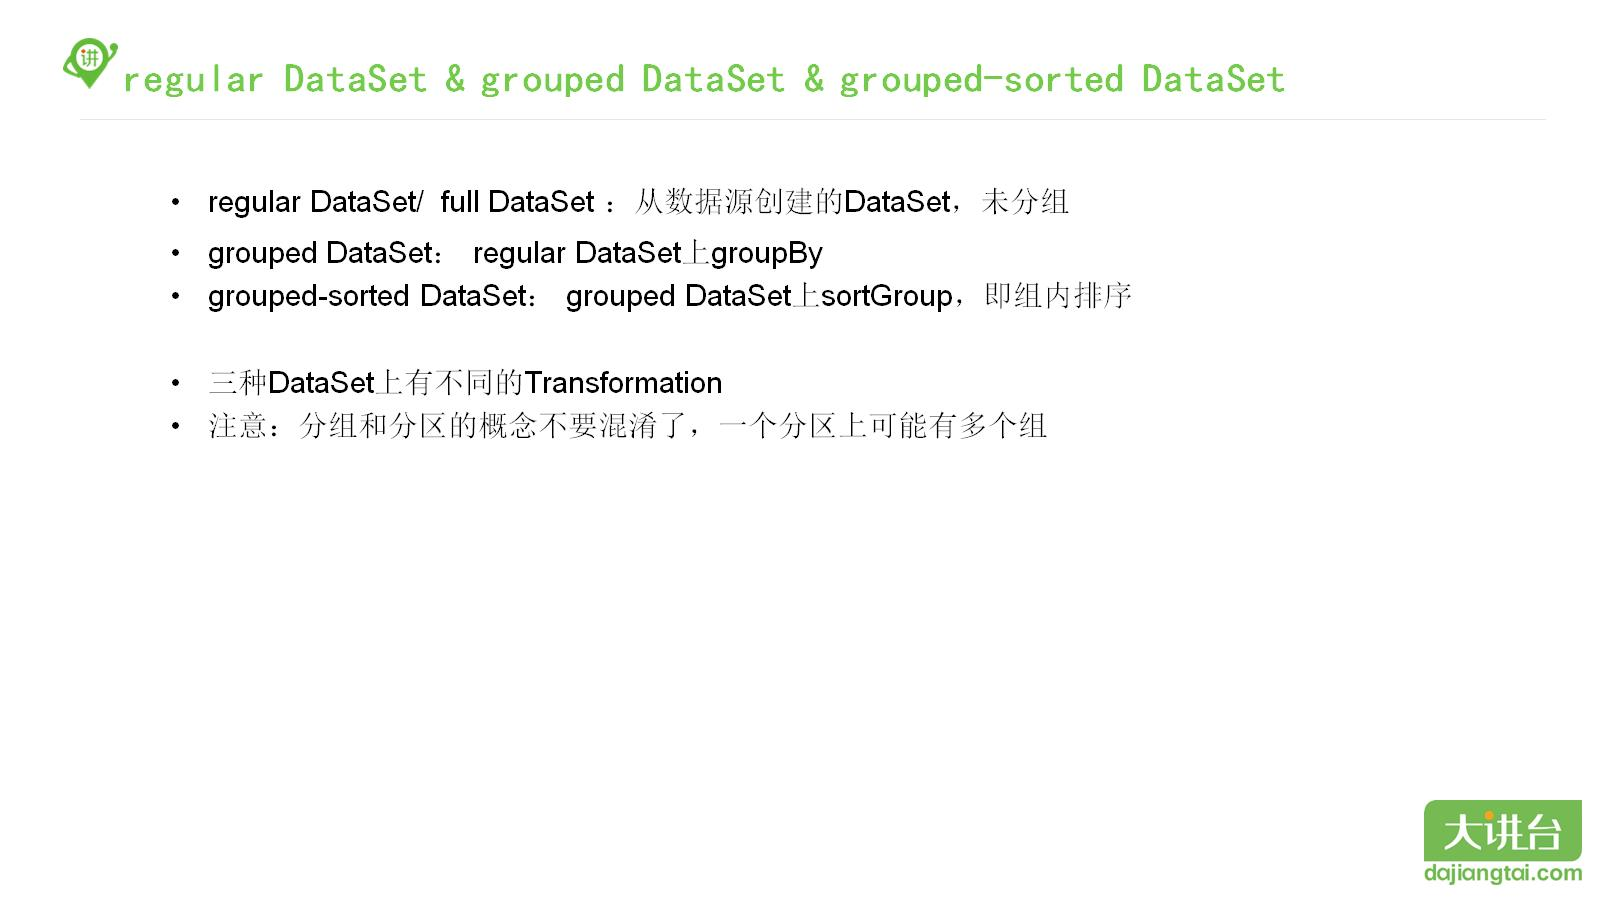 讲
regular DataSet & grouped DataSet & grouped-sorted DataSet
• regular DataSet/ full DataSet ：从数据源创建的DataSet，未分组
• grouped DataSet： regular DataSet上groupBy
• grouped-sorted DataSet： grouped DataSet上sortGroup，即组内排序
• 三种DataSet上有不同的Transformation
• 注意：分组和分区的概念不要混淆了，一个分区上可能有多个组
大讲台
dajiangtai.com